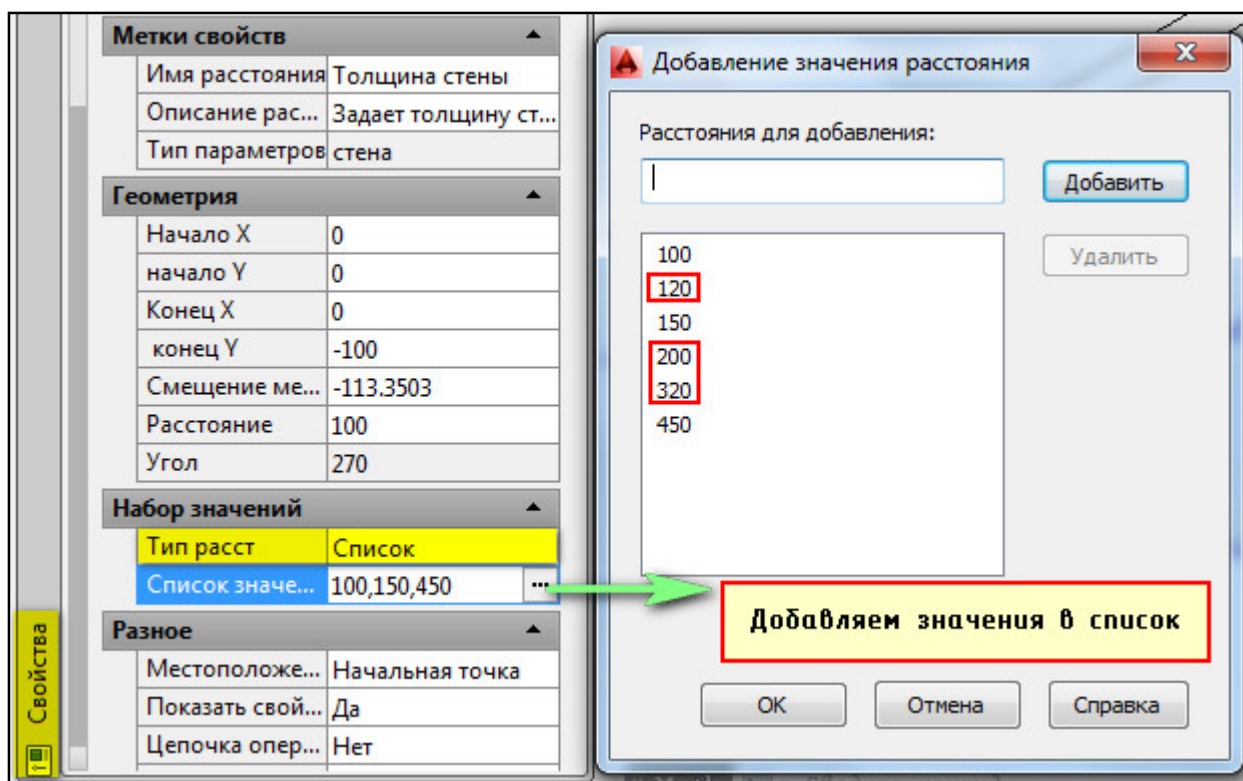 Метки свойств
Имя расстояния Толщина стены
Описание рас... Задает толщину ст...
Тип параметров стена
Геометрия
Начало X 0
начало Y 0
Конец X 0
конец Y -100
Смещение ме... -113.3503
Расстояние 100
Угол 270
Набор значений
Тип расст Список
Список значе... 100,150,450 ...
Разное
Местоположе... Начальная точка
Показать свой... Да
Цепочка опер... Нет
Свойства
Добавление значения расстояния
Расстояния для добавления:
Добавить
Удалить
100
120
150
200
320
450
Добавляем значения в список
ОК Отмена Справка